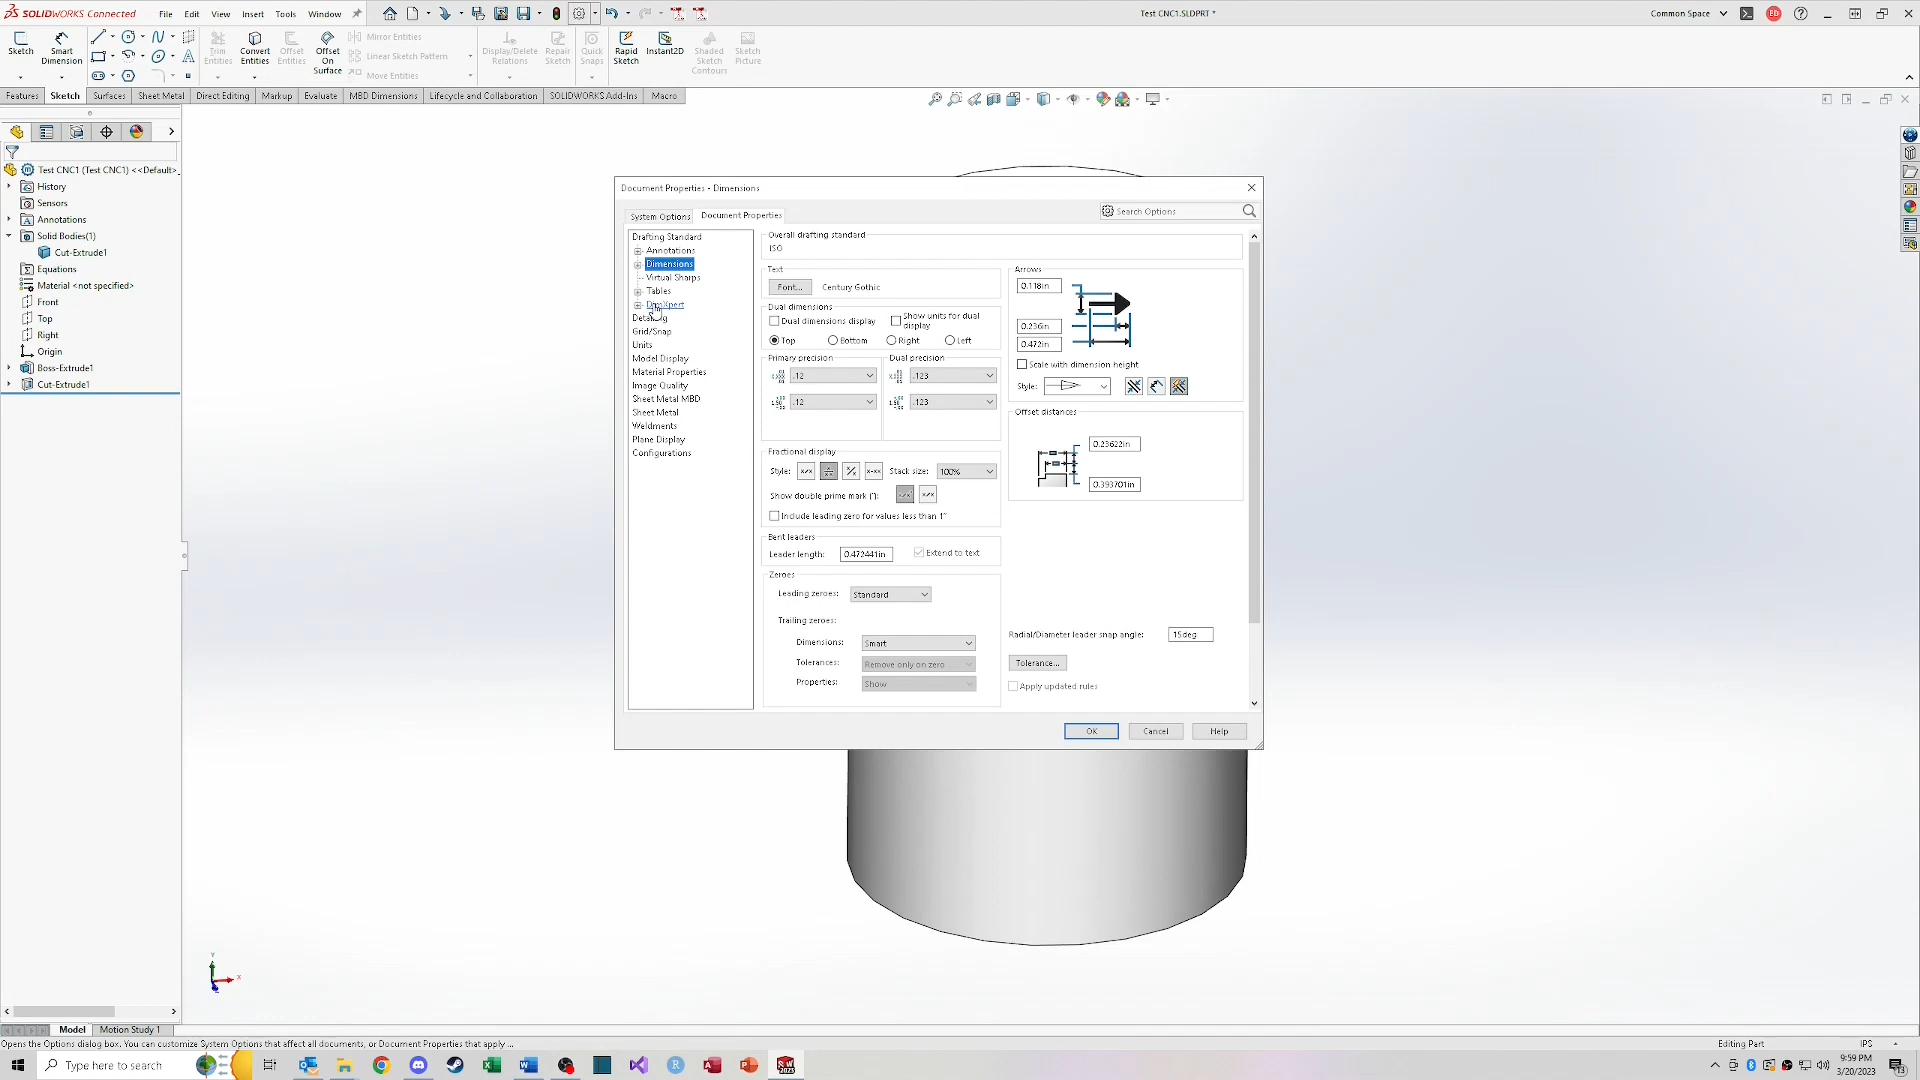 SOLIDWORKS Connected
File
Edit
View
Insert
Tools
Window
Test CNC1.SLDPRT *
Common Space
Sketch
Smart Dimension
Trim Entities
Convert Entities
Offset Entities
Offset On Surface
Mirror Entities
Linear Sketch Pattern
Move Entities
Display/Delete Relations
Repair Sketch
Quick Snaps
Rapid Sketch
Instant2D
Shaded Sketch Contours
Sketch Picture
Features
Sketch
Surfaces
Sheet Metal
Direct Editing
Markup
Evaluate
MBD Dimensions
Lifecycle and Collaboration
SOLIDWORKS Add-Ins
Macro
Test CNC1 (Test CNC1) <<Default>_
History
Sensors
Annotations
Solid Bodies(1)
Cut-Extrude1
Equations
Material <not specified>
Front
Top
Right
Origin
Boss-Extrude1
Cut-Extrude1
Document Properties - Dimensions
System Options
Document Properties
Search Options
Drafting Standard
Annotations
Dimensions
Virtual Sharps
Tables
DimXpert
Detailing
Grid/Snap
Units
Model Display
Material Properties
Image Quality
Sheet Metal MBD
Sheet Metal
Weldments
Plane Display
Configurations
Overall drafting standard
ISO
Text
Font...
Century Gothic
Dual dimensions
Dual dimensions display
Show units for dual display
Top
Bottom
Right
Left
Primary precision
Dual precision
.12
.123
.12
.123
Fractional display
Style:
Stack size:
100%
Show double prime mark ("):
Include leading zero for values less than 1"
Bent leaders
Leader length:
0.472441in
Extend to text
Zeroes
Leading zeroes:
Standard
Trailing zeroes:
Dimensions:
Smart
Tolerances:
Remove only on zero
Properties:
Show
Arrows
0.118in
0.236in
0.472in
Scale with dimension height
Style:
Offset distances
0.23622in
0.393701in
Radial/Diameter leader snap angle:
15deg
Tolerance...
Apply updated rules
OK
Cancel
Help
Y
X
Model
Motion Study 1
Opens the Options dialog box. You can customize System Options that affect all documents, or Document Properties that apply ...
Editing Part
IPS
Type here to search
9:59 PM
3/20/2023